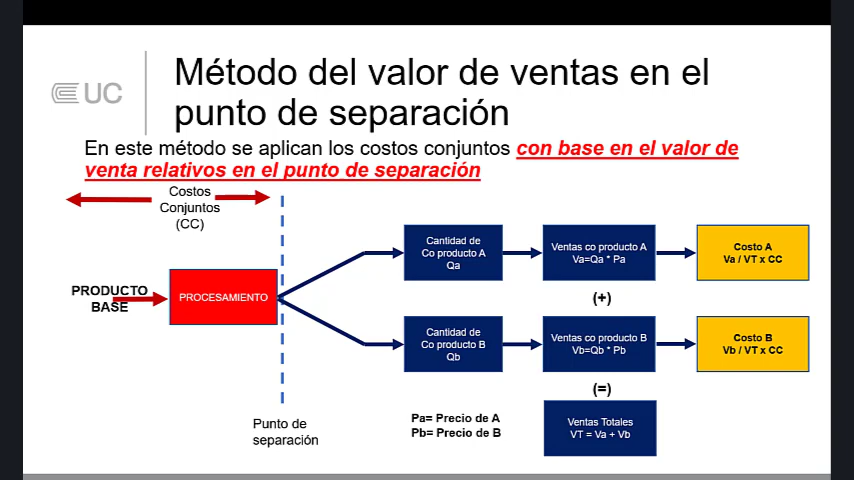 UC
Método del valor de ventas en el
punto de separación
En este método se aplican los costos conjuntos con base en el valor de
venta relativos en el punto de separación
Costos
Conjuntos
(CC)
PRODUCTO
BASE
PROCESAMIENTO
Cantidad de
Co producto A
Qa
Ventas co producto A
Va=Qa * Pa
Costo A
Va / VT x CC
(+)
Cantidad de
Co producto B
Qb
Ventas co producto B
Vb=Qb * Pb
Costo B
Vb / VT x CC
(=)
Punto de
separación
Pa= Precio de A
Pb= Precio de B
Ventas Totales
VT = Va + Vb